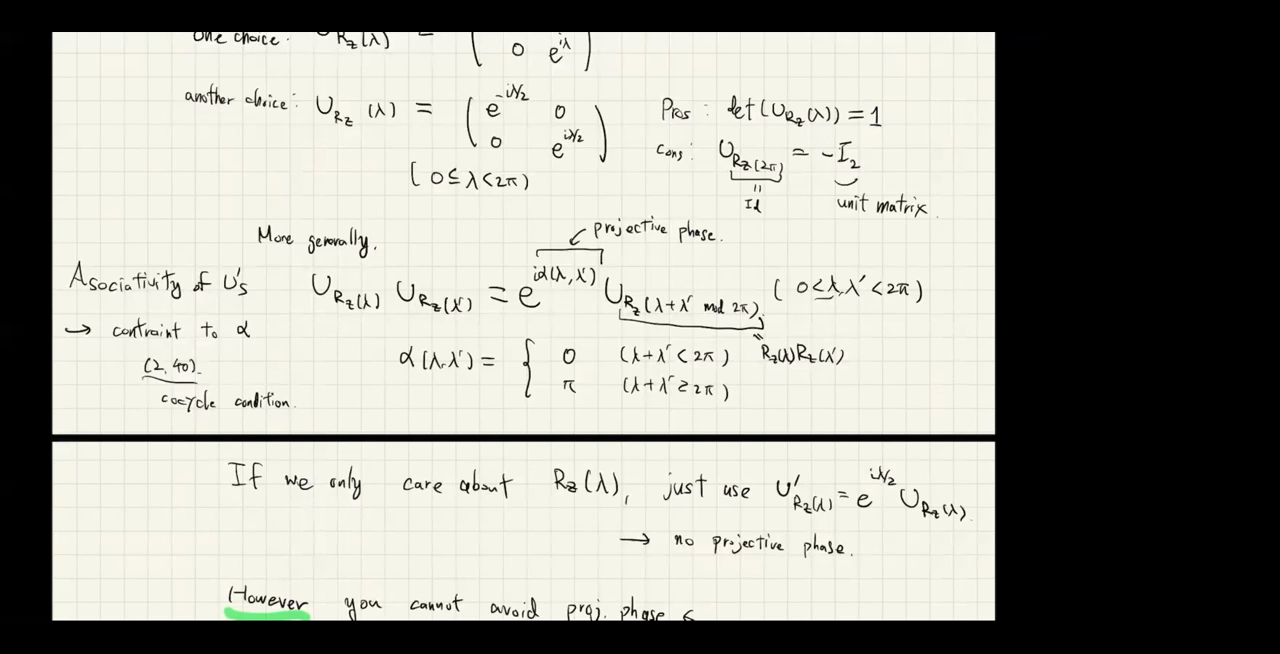 one choice: U_{R_z(λ)} = ( 0 e^{iλ} )
another choice: U_{R_z}(λ) = ( e^{-iλ/2} 0 Pros: det(U_{R_z(λ)}) = 1
0 e^{iλ/2} ) cons: U_{R_z(2π)} = -I_2
[ 0 ≤ λ < 2π) = Id unit matrix.
More generally, projective phase.
Asociativity of U's U_{R_z(λ)} U_{R_z(λ')} = e^{iα(λ,λ')} U_{R_z(λ+λ' mod 2π)} ( 0 ≤ λ, λ' < 2π)
→ contraint to α = R_z(λ)R_z(λ')
α(λ,λ') = { 0 (λ+λ' < 2π)
π (λ+λ' ≥ 2π)
(2,40).
cocycle condition.
If we only care about R_z(λ), just use U'_{R_z(λ)} = e^{iλ/2} U_{R_z(λ)}.
→ no projective phase.
However you cannot avoid proj. phase